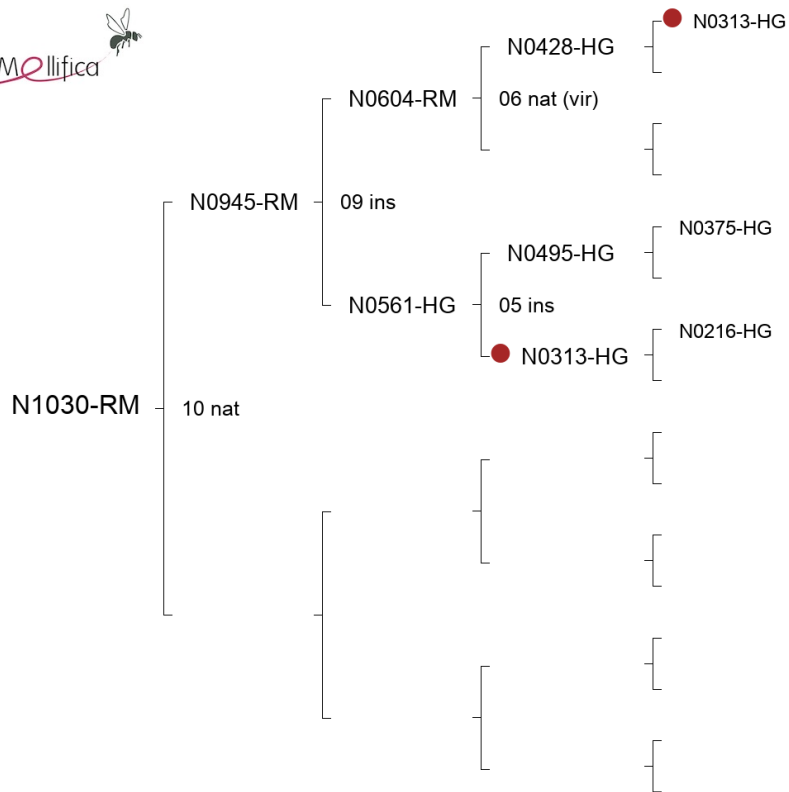 Mellifica
N0313-HG
N0428-HG
N0604-RM
06 nat (vir)
N0945-RM
09 ins
N0375-HG
N0495-HG
N0561-HG
05 ins
N0313-HG
N0216-HG
N1030-RM
10 nat